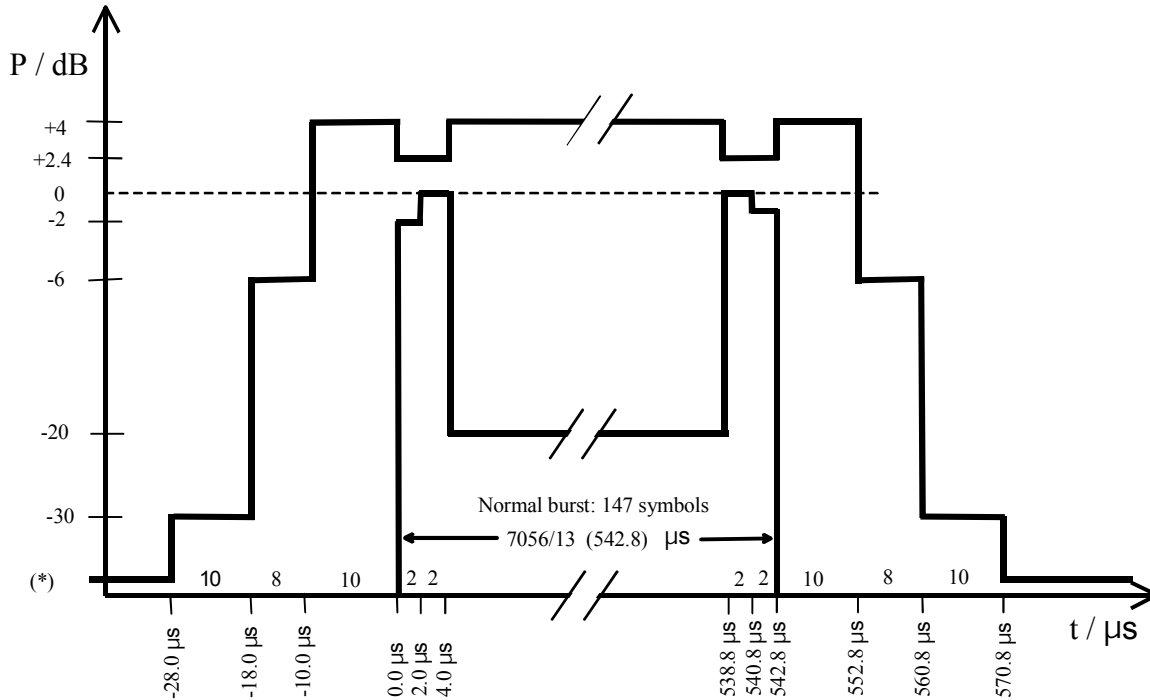 P / dB
+4
+2.4
0
-2
-6
-20
-30
(*)
Normal burst: 147 symbols
7056/13 (542.8) µs
10 8 10 2 2 2 2 10 8 10
-28.0 µs
-18.0 µs
-10.0 µs
0.0 µs
2.0 µs
4.0 µs
538.8 µs
540.8 µs
542.8 µs
552.8 µs
560.8 µs
570.8 µs
t / µs